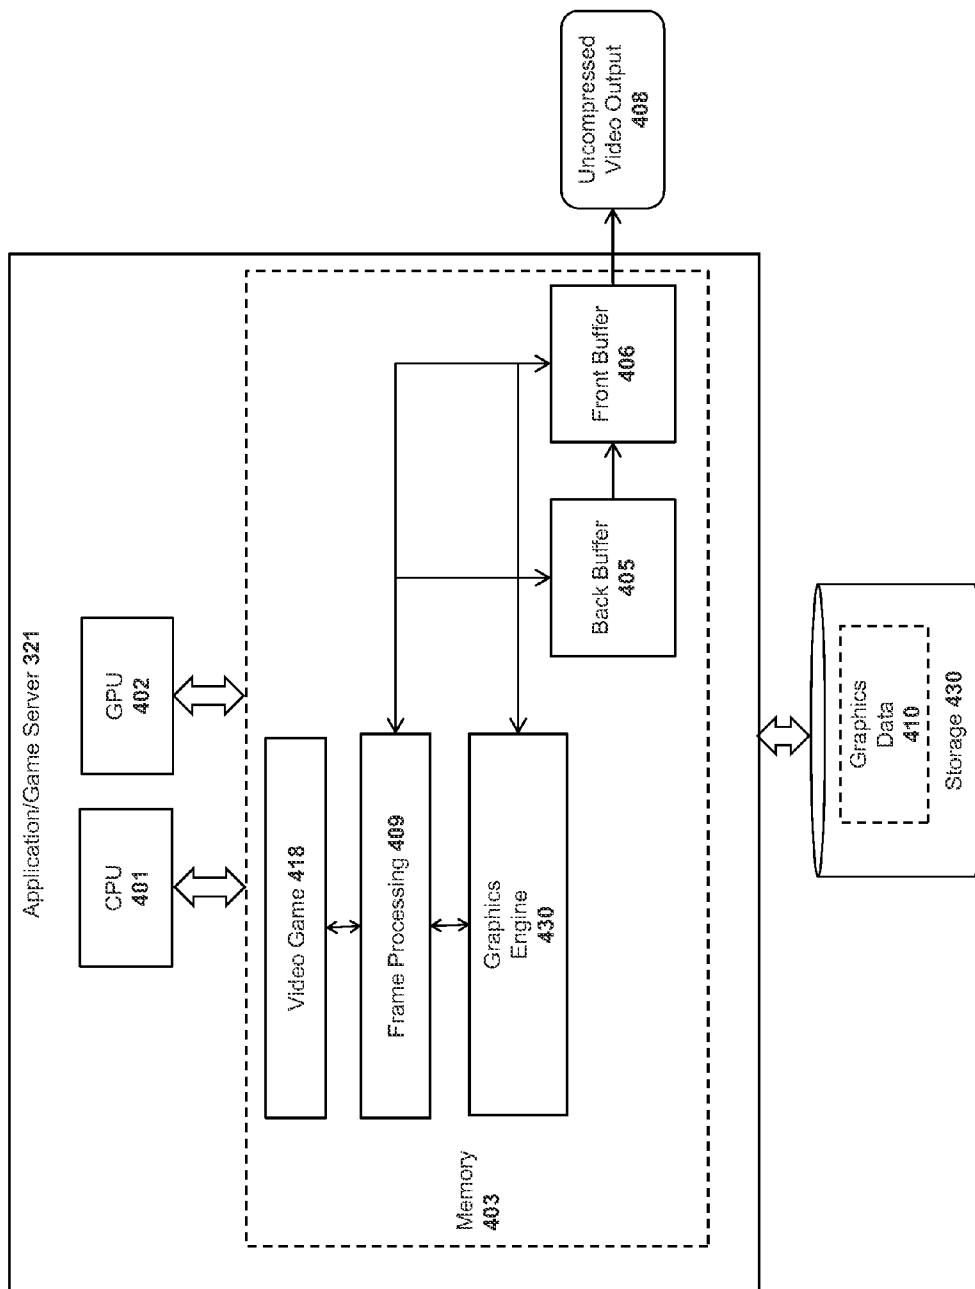 Application/Game Server 321
CPU
401
GPU
402
Video Game 418
Frame Processing 409
Graphics
Engine
430
Memory
403
Back Buffer
405
Front Buffer
406
Uncompressed
Video Output
408
Graphics
Data
410
Storage 430